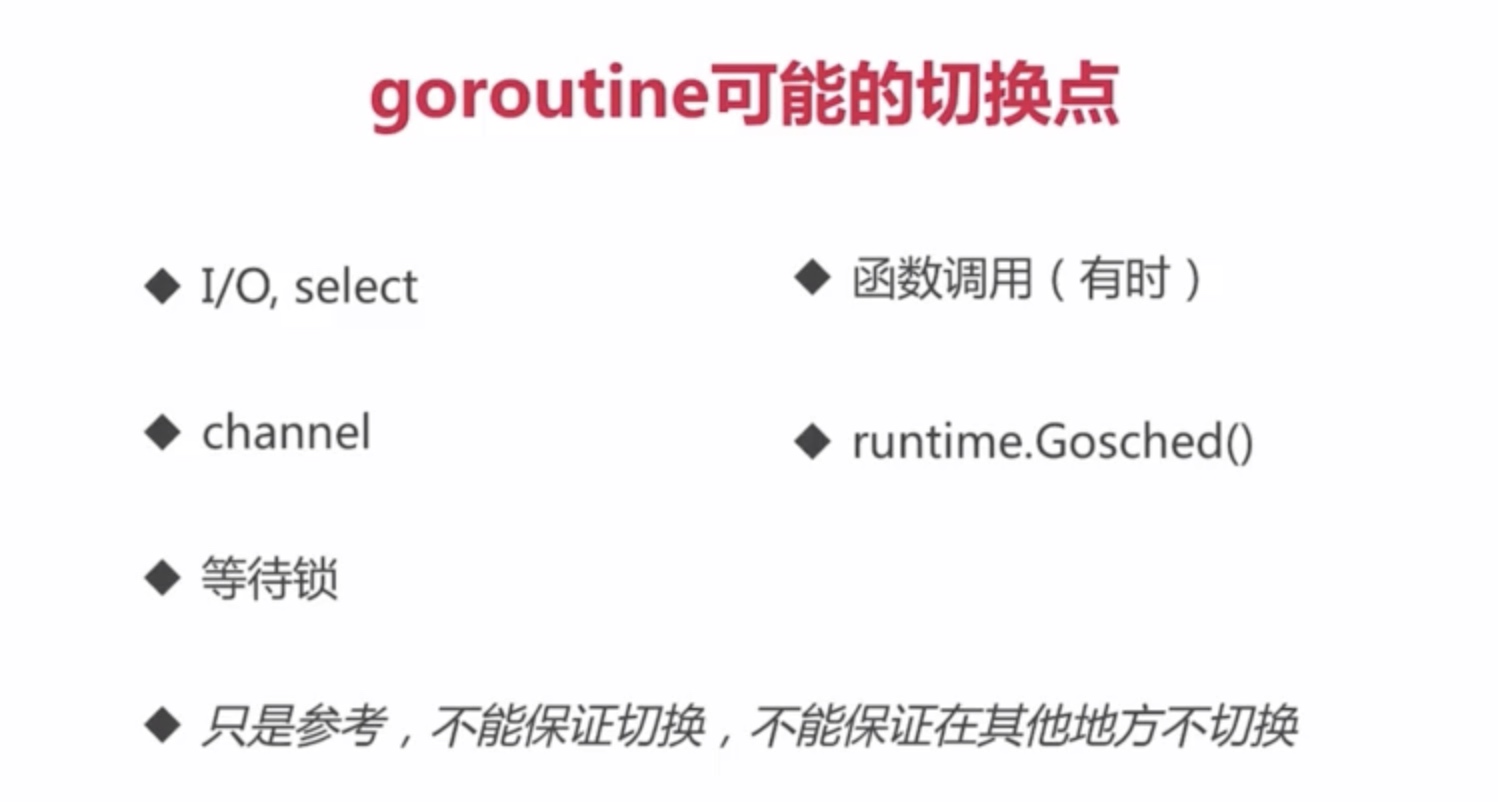 goroutine可能的切换点
◆ I/O, select
◆ channel
◆ 等待锁
◆ 函数调用（有时）
◆ runtime.Gosched()
◆ 只是参考，不能保证切换，不能保证在其他地方不切换